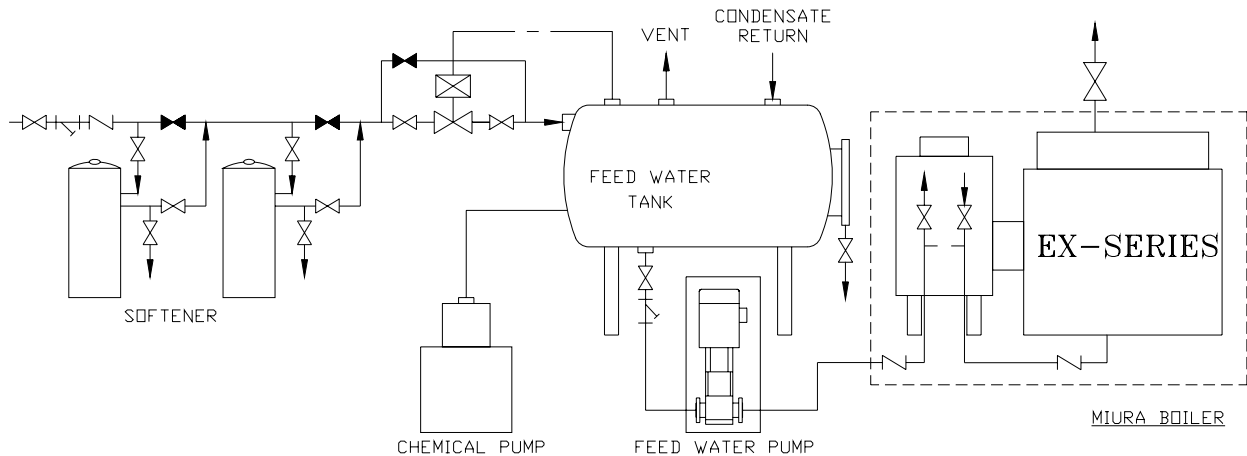 CONDENSATE
RETURN
VENT
FEED WATER
TANK
EX-SERIES
SOFTENER
MIURA BOILER
CHEMICAL PUMP
FEED WATER PUMP